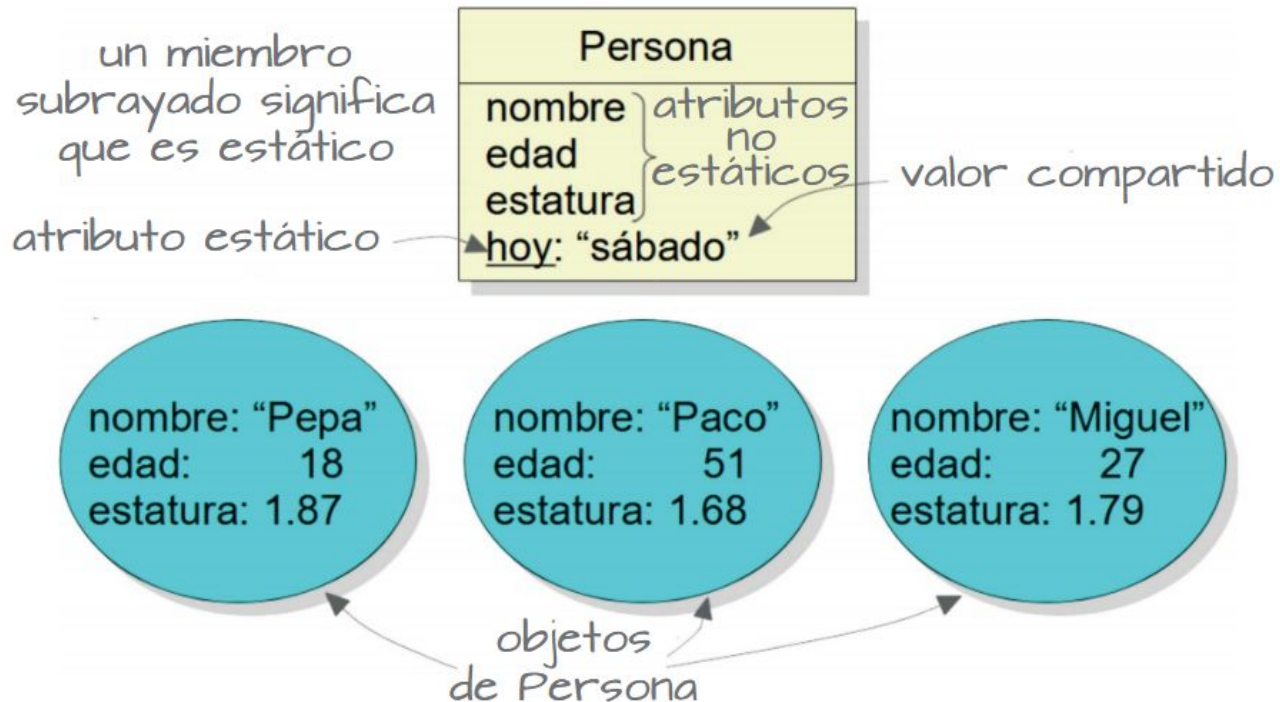 un miembro
subrayado significa
que es estático
atributo estático
Persona
nombre
edad
estatura
hoy: “sábado”
atributos
no
estáticos
valor compartido
nombre: “Pepa”
edad: 18
estatura: 1.87
nombre: “Paco”
edad: 51
estatura: 1.68
nombre: “Miguel”
edad: 27
estatura: 1.79
objetos
de Persona